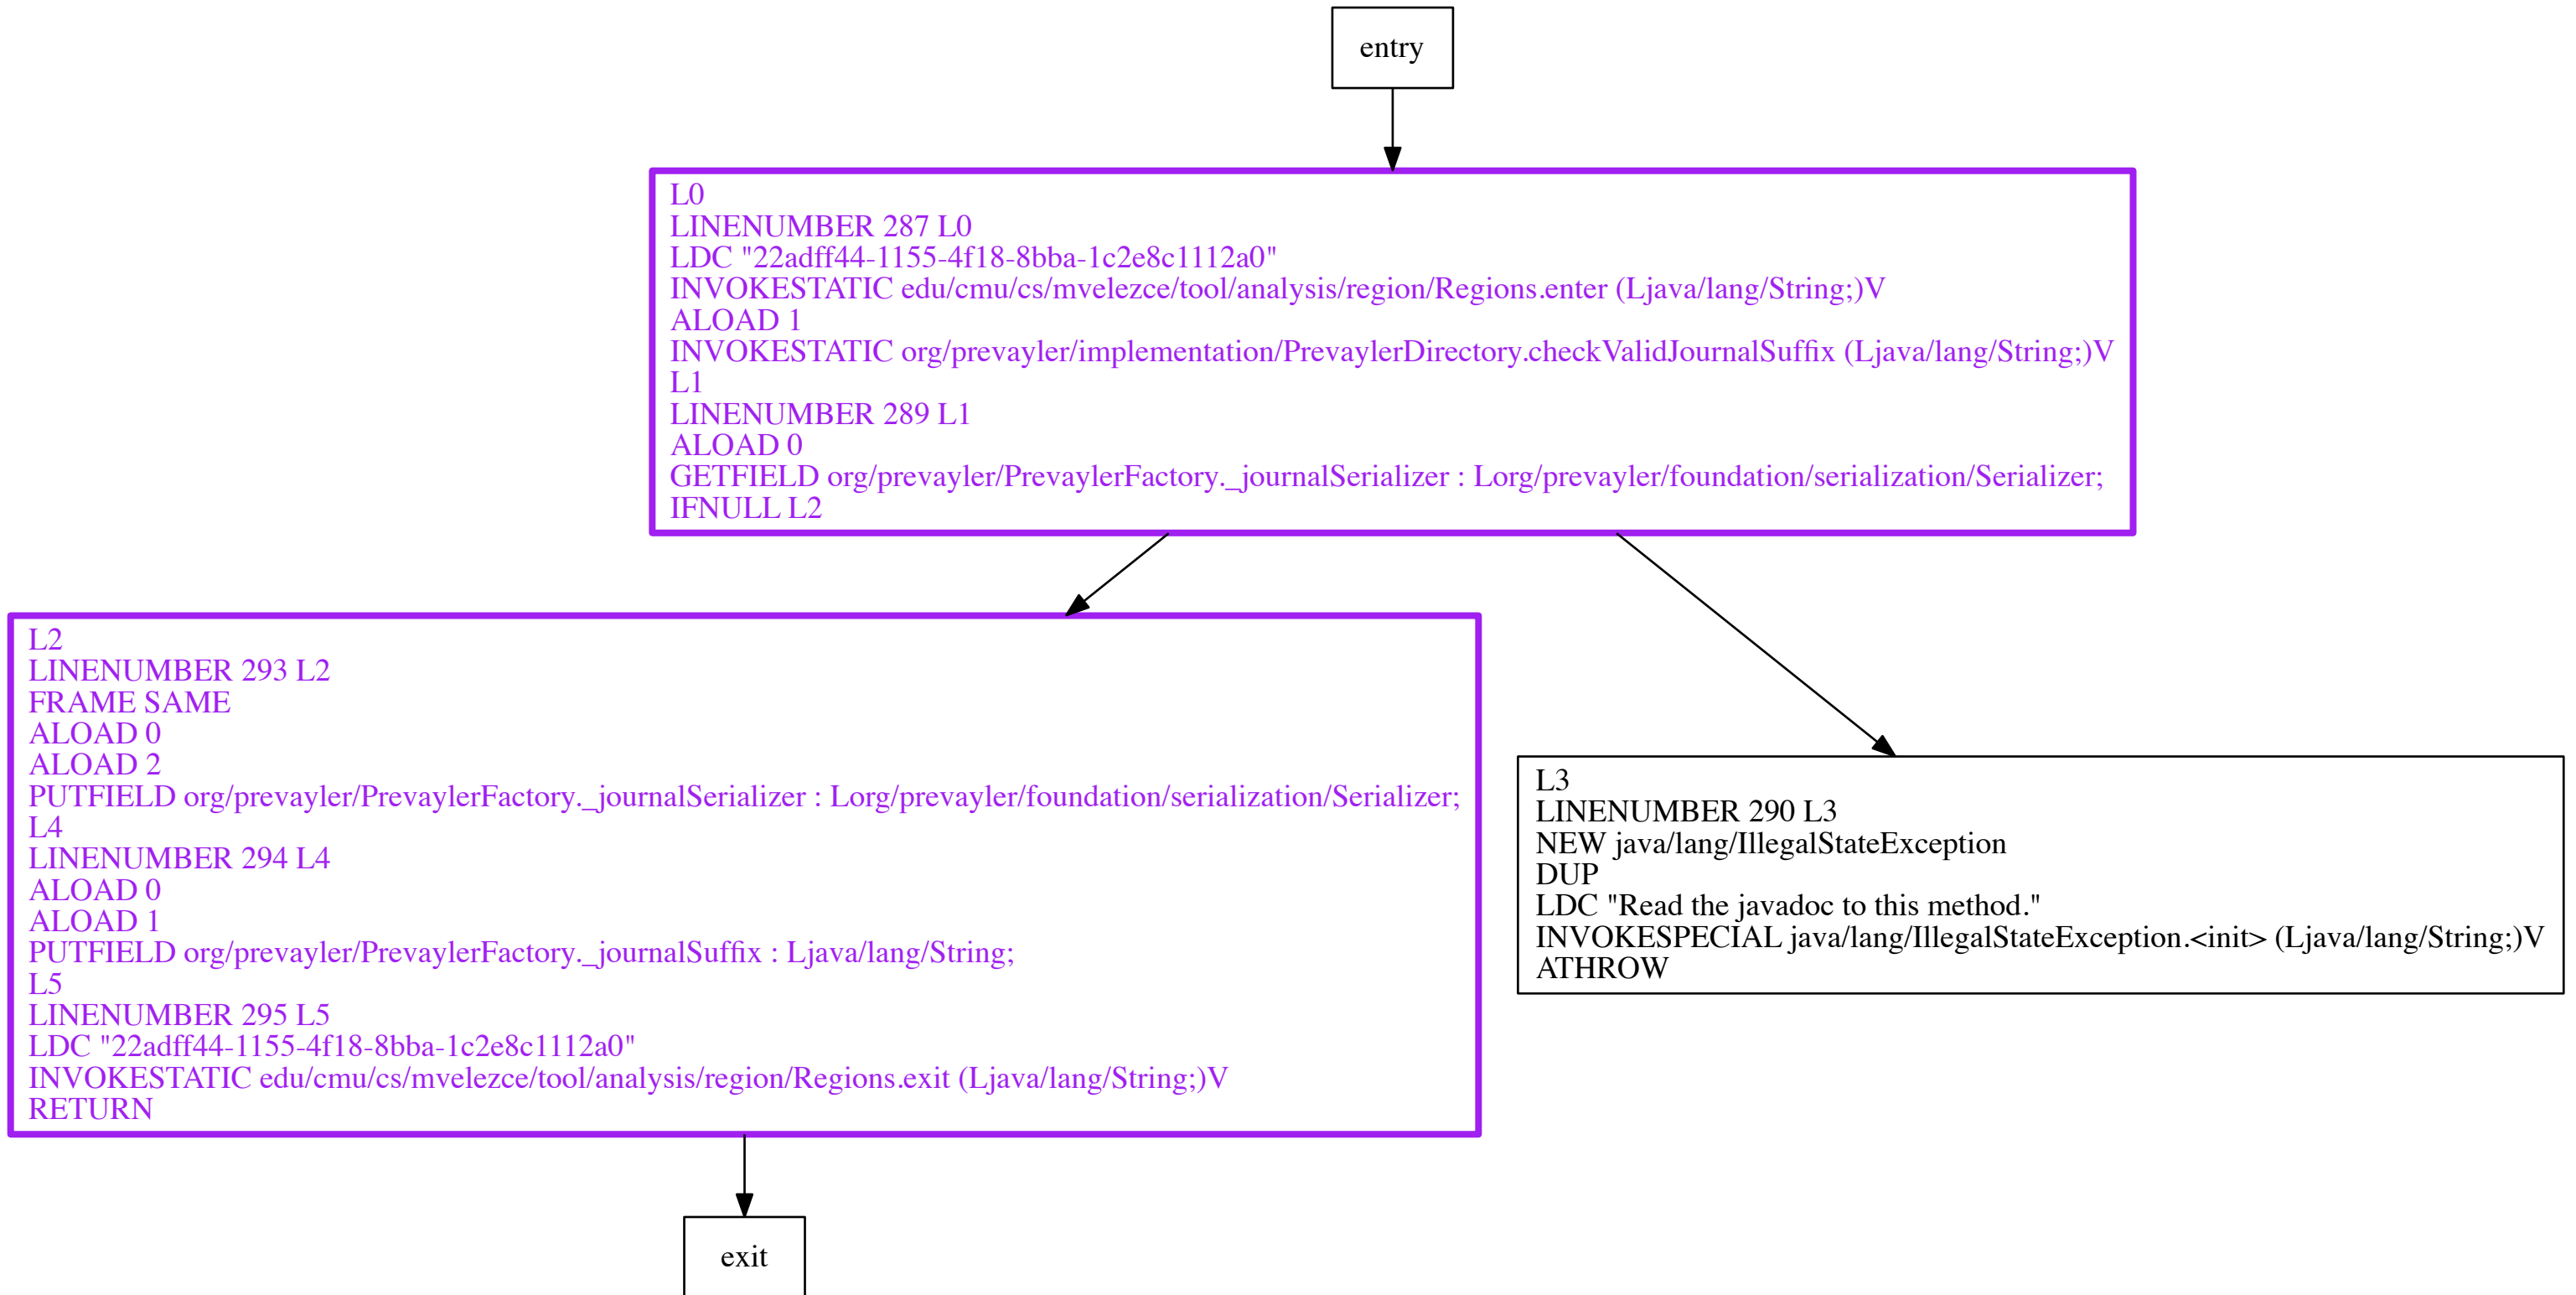 entry
L0
LINENUMBER 287 L0
LDC "22adff44-1155-4f18-8bba-1c2e8c1112a0"
INVOKESTATIC edu/cmu/cs/mvelezce/tool/analysis/region/Regions.enter (Ljava/lang/String;)V
ALOAD 1
INVOKESTATIC org/prevayler/implementation/PrevaylerDirectory.checkValidJournalSuffix (Ljava/lang/String;)V
L1
LINENUMBER 289 L1
ALOAD 0
GETFIELD org/prevayler/PrevaylerFactory._journalSerializer : Lorg/prevayler/foundation/serialization/Serializer;
IFNULL L2
L2
LINENUMBER 293 L2
FRAME SAME
ALOAD 0
ALOAD 2
PUTFIELD org/prevayler/PrevaylerFactory._journalSerializer : Lorg/prevayler/foundation/serialization/Serializer;
L4
LINENUMBER 294 L4
ALOAD 0
ALOAD 1
PUTFIELD org/prevayler/PrevaylerFactory._journalSuffix : Ljava/lang/String;
L5
LINENUMBER 295 L5
LDC "22adff44-1155-4f18-8bba-1c2e8c1112a0"
INVOKESTATIC edu/cmu/cs/mvelezce/tool/analysis/region/Regions.exit (Ljava/lang/String;)V
RETURN
L3
LINENUMBER 290 L3
NEW java/lang/IllegalStateException
DUP
LDC "Read the javadoc to this method."
INVOKESPECIAL java/lang/IllegalStateException.<init> (Ljava/lang/String;)V
ATHROW
exit